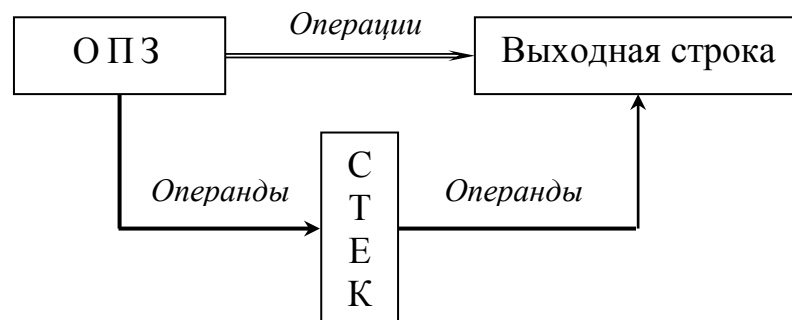 Операции
О П З
Выходная строка
Операнды
С
Т
Е
К
Операнды